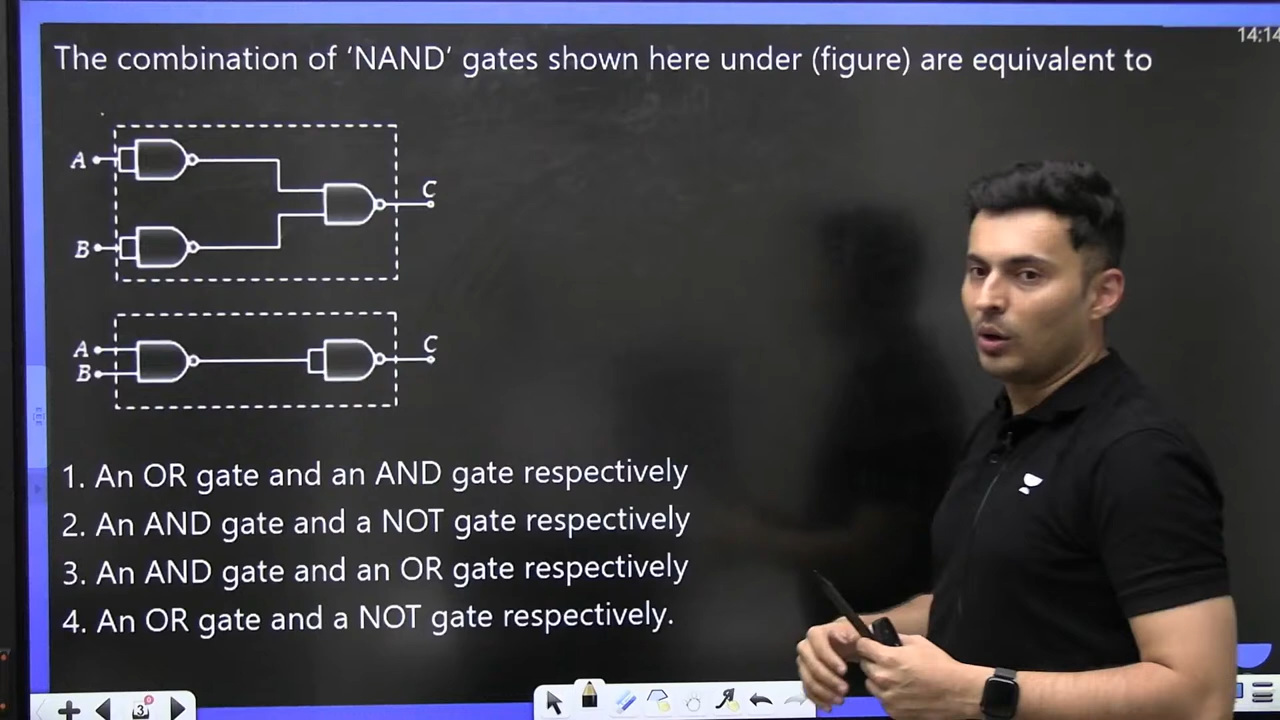 14:14
The combination of ‘NAND’ gates shown here under (figure) are equivalent to
A
C
B
A
C
B
1. An OR gate and an AND gate respectively
2. An AND gate and a NOT gate respectively
3. An AND gate and an OR gate respectively
4. An OR gate and a NOT gate respectively.
3